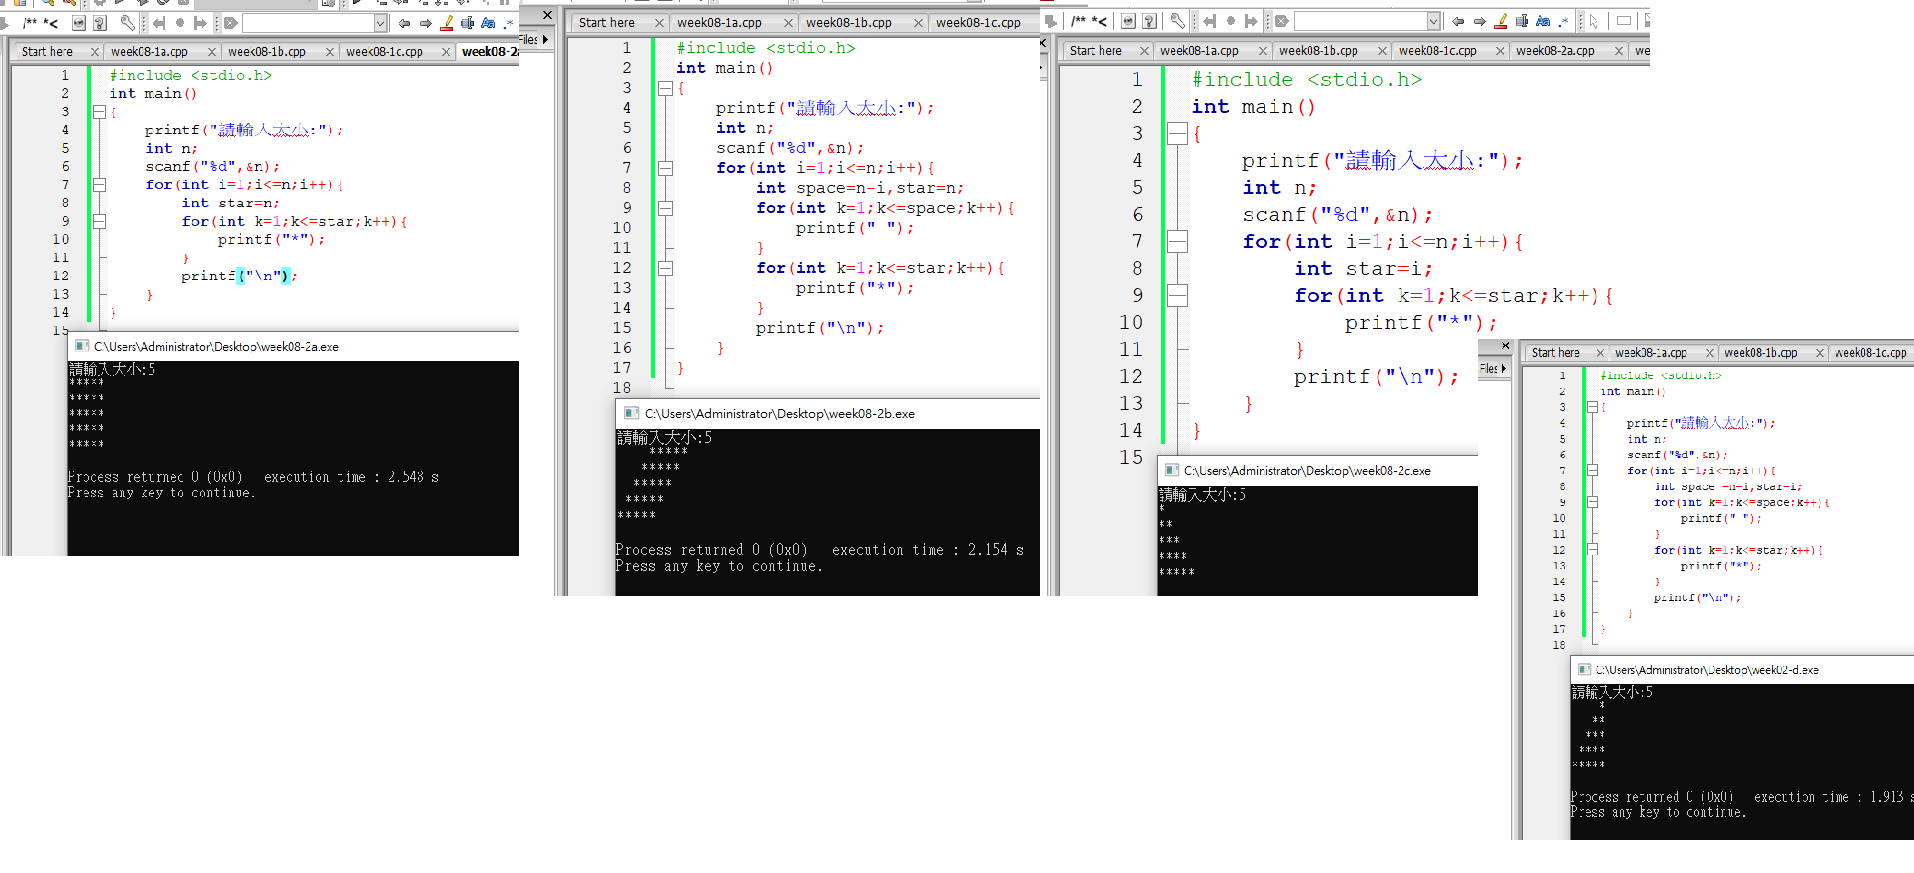 /** *<
Start here
week08-1a.cpp
week08-1b.cpp
week08-1c.cpp
week08-2
1 #include <stdio.h>
2 int main()
3 {
4 printf("請輸入大小:");
5 int n;
6 scanf("%d",&n);
7 for(int i=1;i<=n;i++){
8 int star=n;
9 for(int k=1;k<=star;k++){
10 printf("*");
11 }
12 printf("\n");
13 }
14 }
15
C:\Users\Administrator\Desktop\week08-2a.exe
請輸入大小:5
*****
*****
*****
*****
*****
Process returned 0 (0x0) execution time : 2.548 s
Press any key to continue.
Files
Start here
week08-1a.cpp
week08-1b.cpp
week08-1c.cpp
1 #include <stdio.h>
2 int main()
3 {
4 printf("請輸入大小:");
5 int n;
6 scanf("%d",&n);
7 for(int i=1;i<=n;i++){
8 int space=n-i,star=n;
9 for(int k=1;k<=space;k++){
10 printf(" ");
11 }
12 for(int k=1;k<=star;k++){
13 printf("*");
14 }
15 printf("\n");
16 }
17 }
18
C:\Users\Administrator\Desktop\week08-2b.exe
請輸入大小:5
    *****
   *****
  *****
 *****
*****
Process returned 0 (0x0) execution time : 2.154 s
Press any key to continue.
/** *<
Start here
week08-1a.cpp
week08-1b.cpp
week08-1c.cpp
week08-2a.cpp
we
1 #include <stdio.h>
2 int main()
3 {
4 printf("請輸入大小:");
5 int n;
6 scanf("%d",&n);
7 for(int i=1;i<=n;i++){
8 int star=i;
9 for(int k=1;k<=star;k++){
10 printf("*");
11 }
12 printf("\n");
13 }
14 }
15
C:\Users\Administrator\Desktop\week08-2c.exe
請輸入大小:5
*
**
***
****
*****
Files
Start here
week08-1a.cpp
week08-1b.cpp
week08-1c.cpp
1 #include <stdio.h>
2 int main()
3 {
4 printf("請輸入大小:");
5 int n;
6 scanf("%d",&n);
7 for(int i=1;i<=n;i++){
8 int space =n-i,star=i;
9 for(int k=1;k<=space;k++){
10 printf(" ");
11 }
12 for(int k=1;k<=star;k++){
13 printf("*");
14 }
15 printf("\n");
16 }
17 }
18
C:\Users\Administrator\Desktop\week02-d.exe
請輸入大小:5
    *
   **
  ***
 ****
*****
Process returned 0 (0x0) execution time : 1.913 s
Press any key to continue.